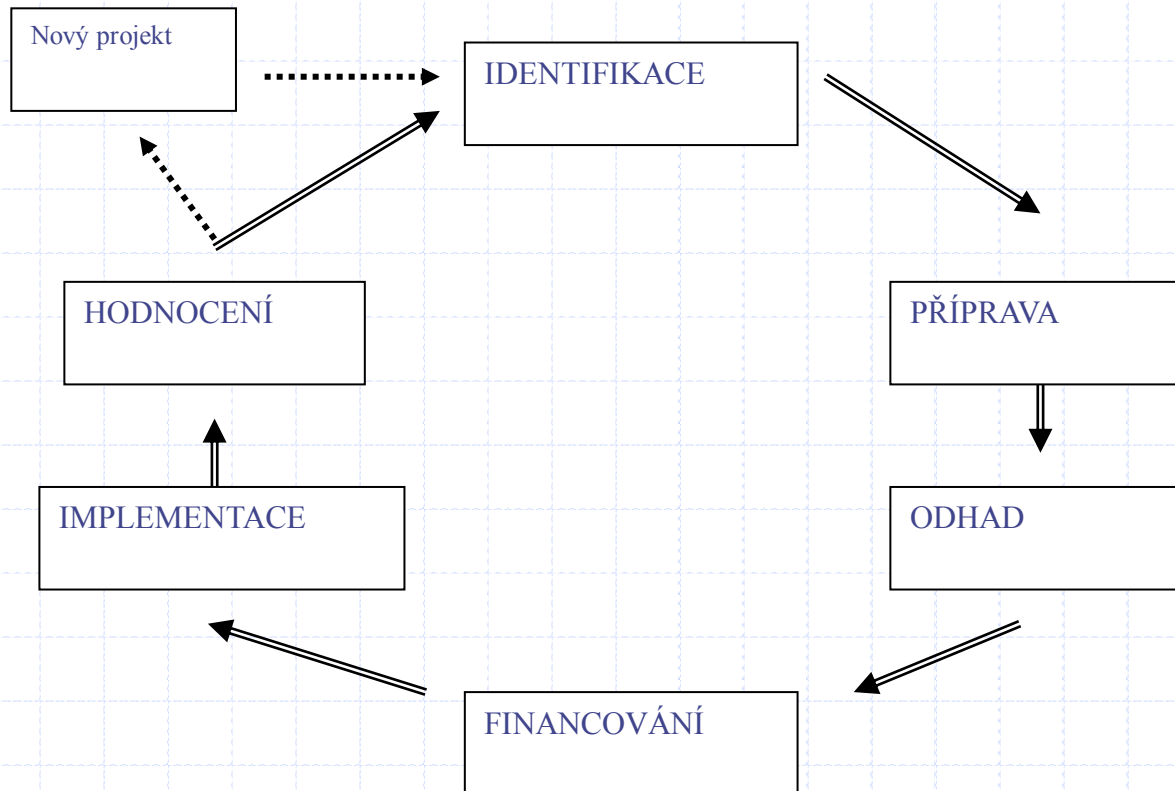 Nový projekt
IDENTIFIKACE
HODNOCENÍ
PŘÍPRAVA
IMPLEMENTACE
ODHAD
FINANCOVÁNÍ